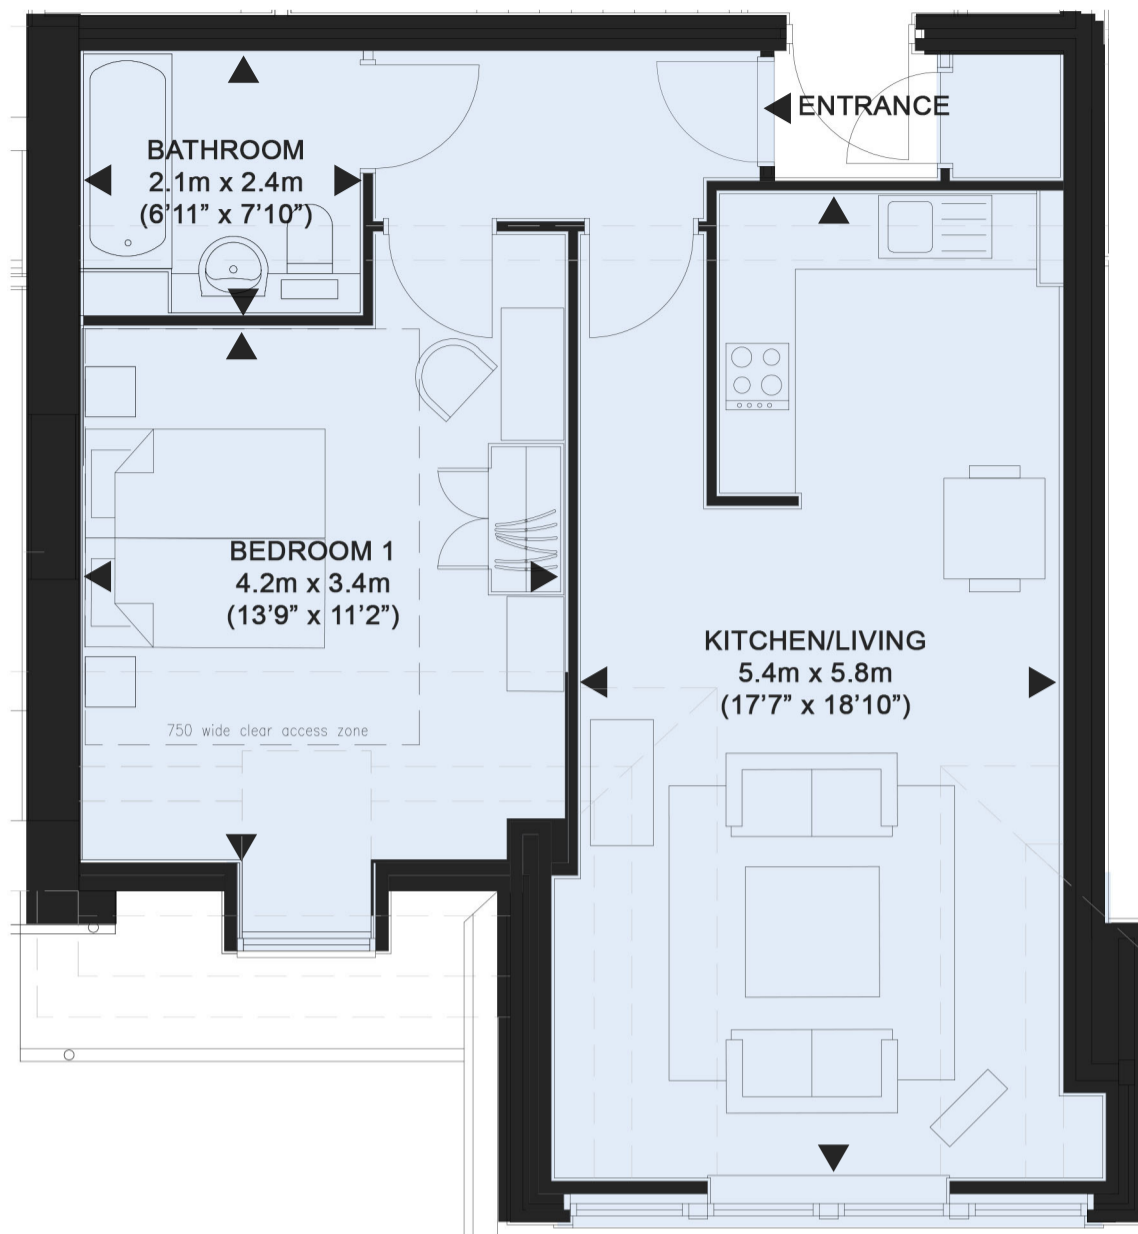 ENTRANCE
BATHROOM
2.1m x 2.4m
(6’11” x 7’10”)
BEDROOM 1
4.2m x 3.4m
(13’9” x 11’2”)
KITCHEN/LIVING
5.4m x 5.8m
(17’7” x 18’10”)
750 wide clear access zone